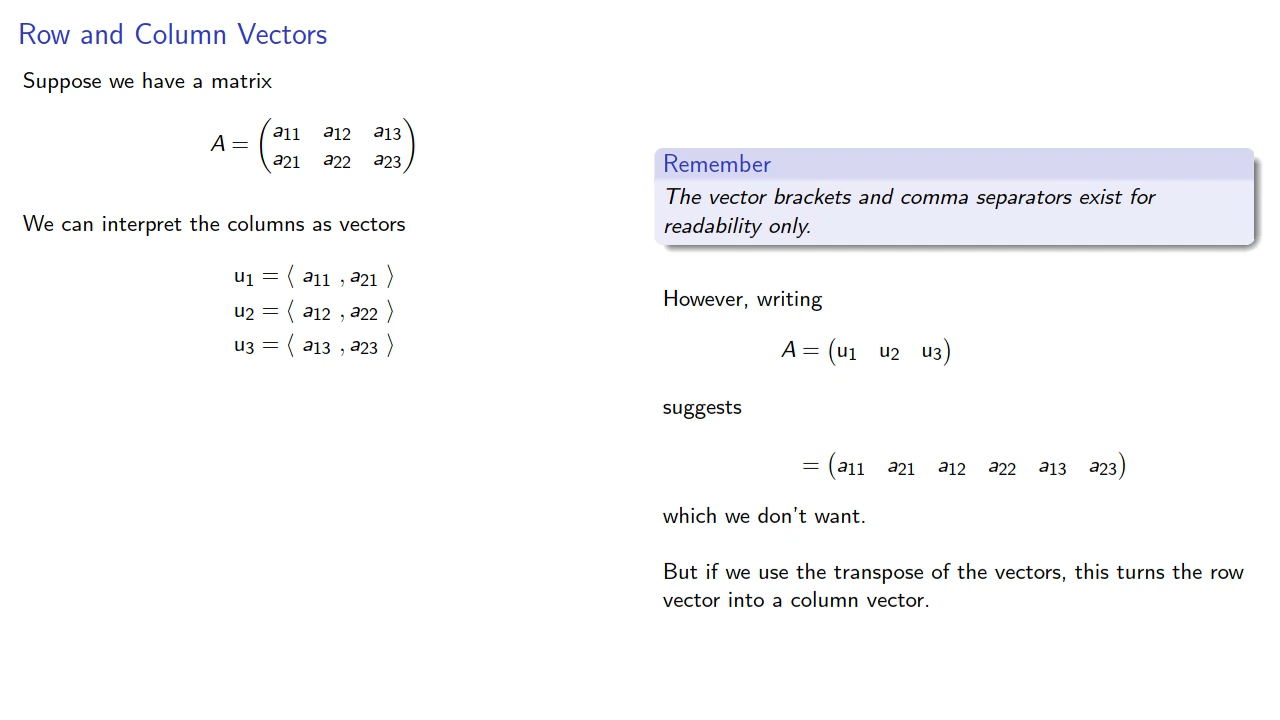 Row and Column Vectors
Suppose we have a matrix
A = (a11 a12 a13
a21 a22 a23)
We can interpret the columns as vectors
u1 = ⟨ a11 , a21 ⟩
u2 = ⟨ a12 , a22 ⟩
u3 = ⟨ a13 , a23 ⟩
Remember
The vector brackets and comma separators exist for
readability only.
However, writing
A = (u1 u2 u3)
suggests
= (a11 a21 a12 a22 a13 a23)
which we don't want.
But if we use the transpose of the vectors, this turns the row
vector into a column vector.